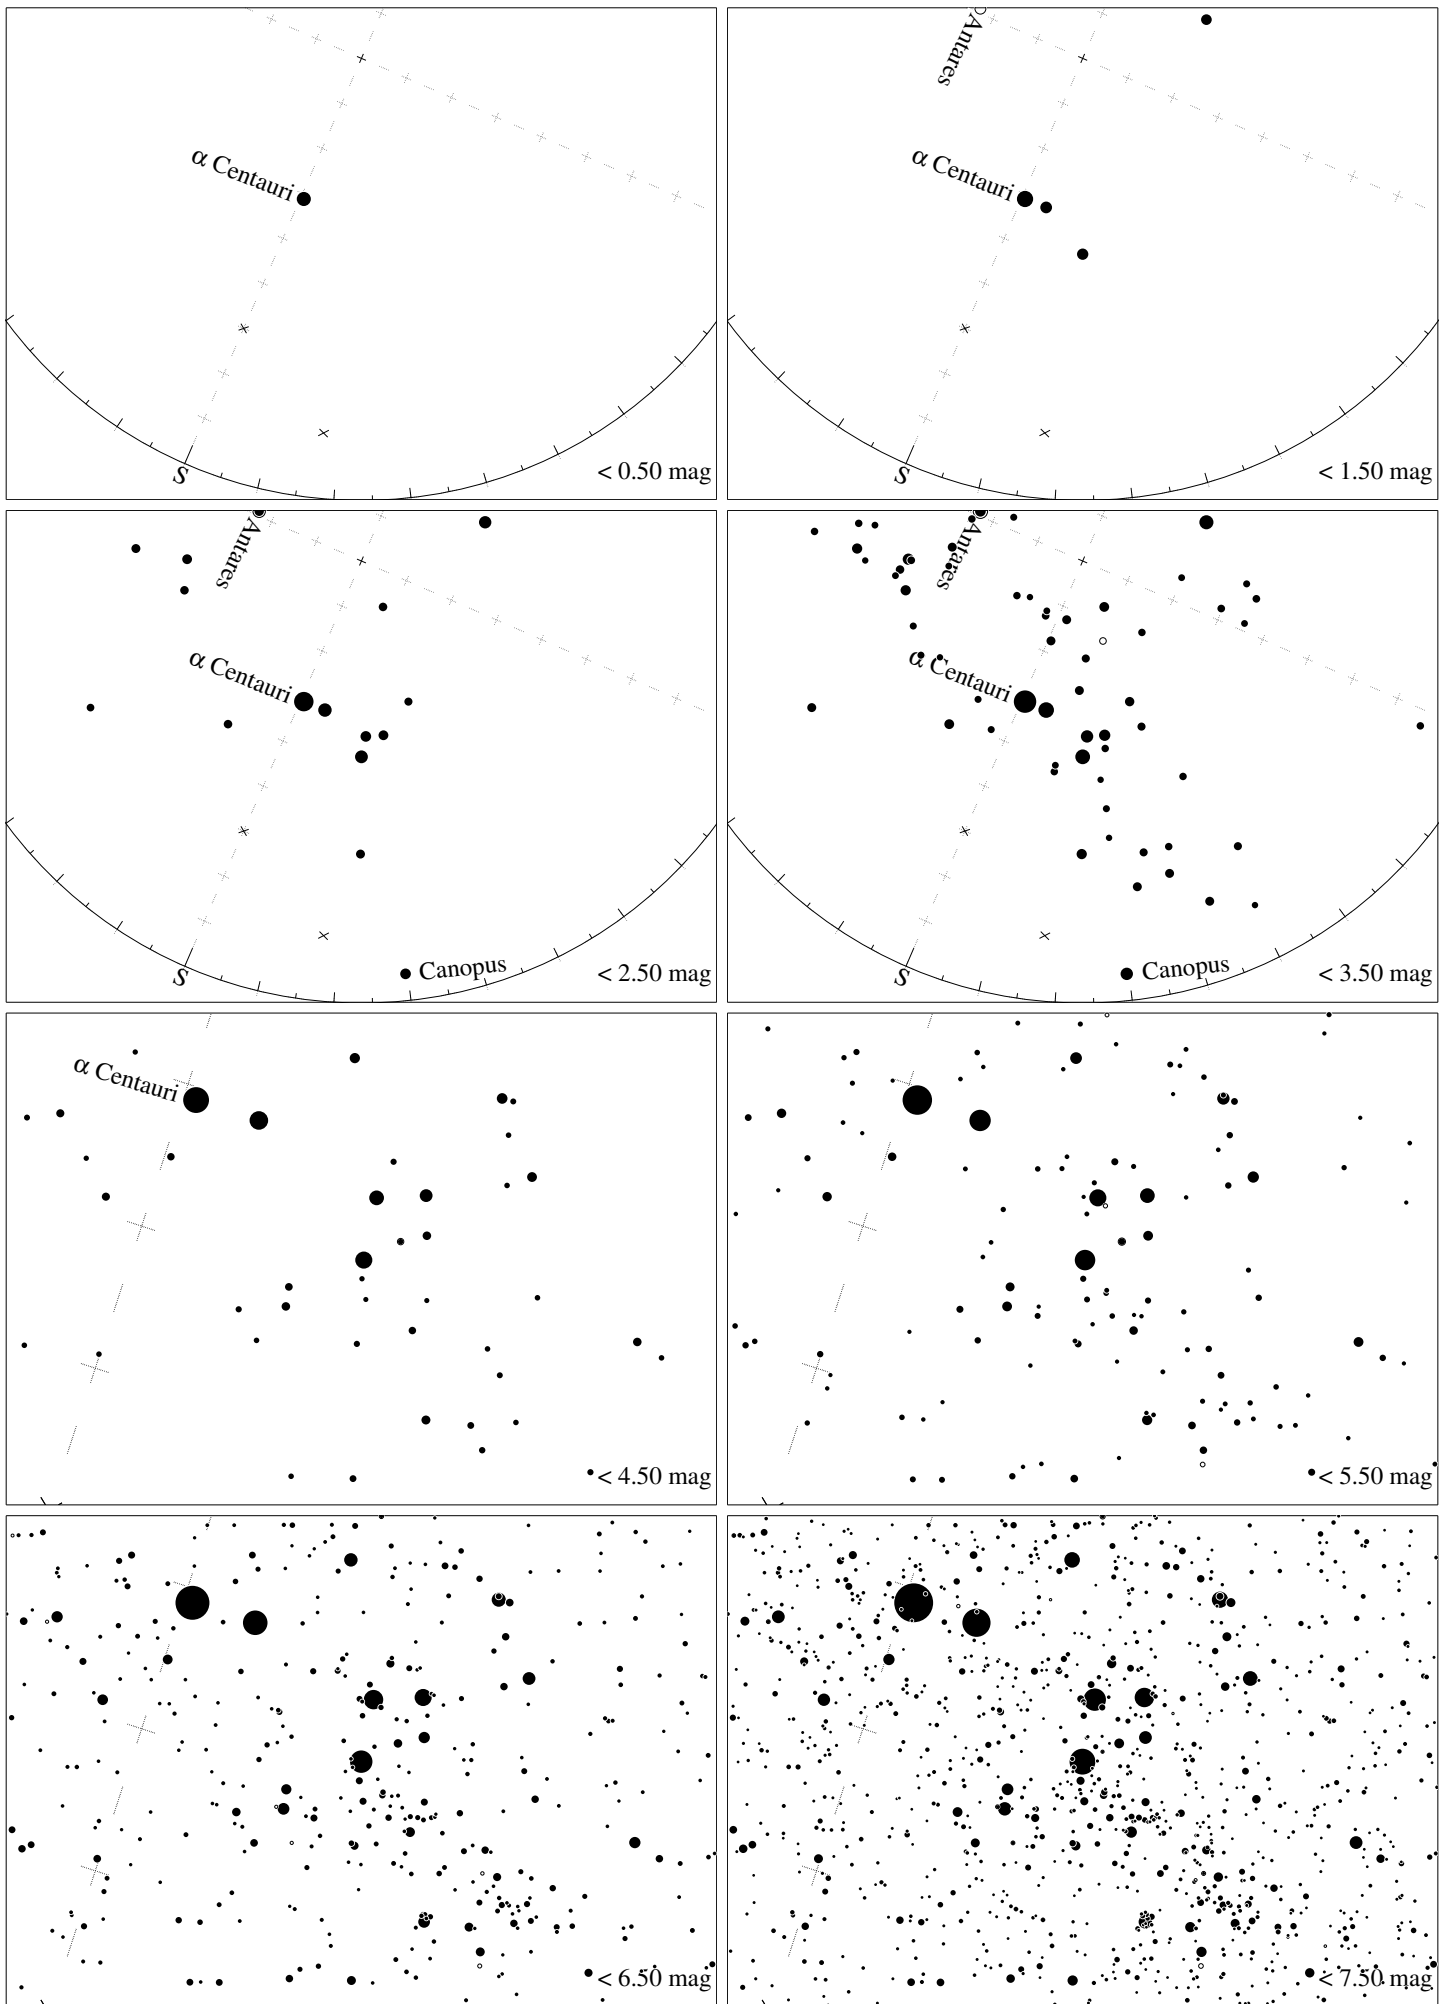 α Centauri
S
< 0.50 mag
Antares
α Centauri
S
< 1.50 mag
Antares
α Centauri
S
Canopus
< 2.50 mag
Antares
α Centauri
S
Canopus
< 3.50 mag
α Centauri
< 4.50 mag
< 5.50 mag
< 6.50 mag
< 7.50 mag